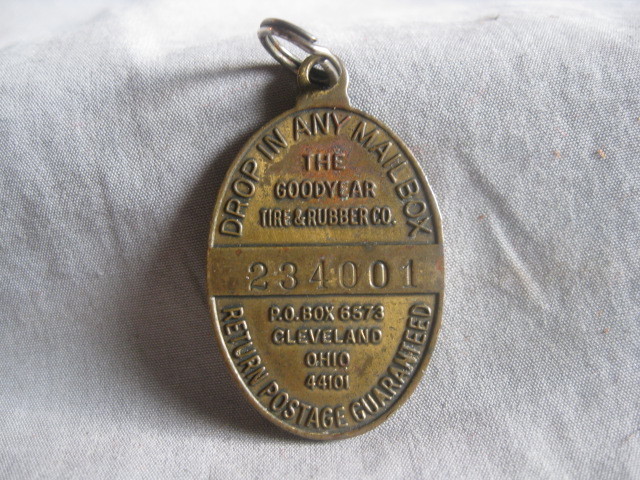 DROP IN ANY MAILBOX
THE
GOODYEAR
TIRE & RUBBER CO.
234001
P.O. BOX 6573
CLEVELAND
OHIO
44101
RETURN POSTAGE GUARANTEED